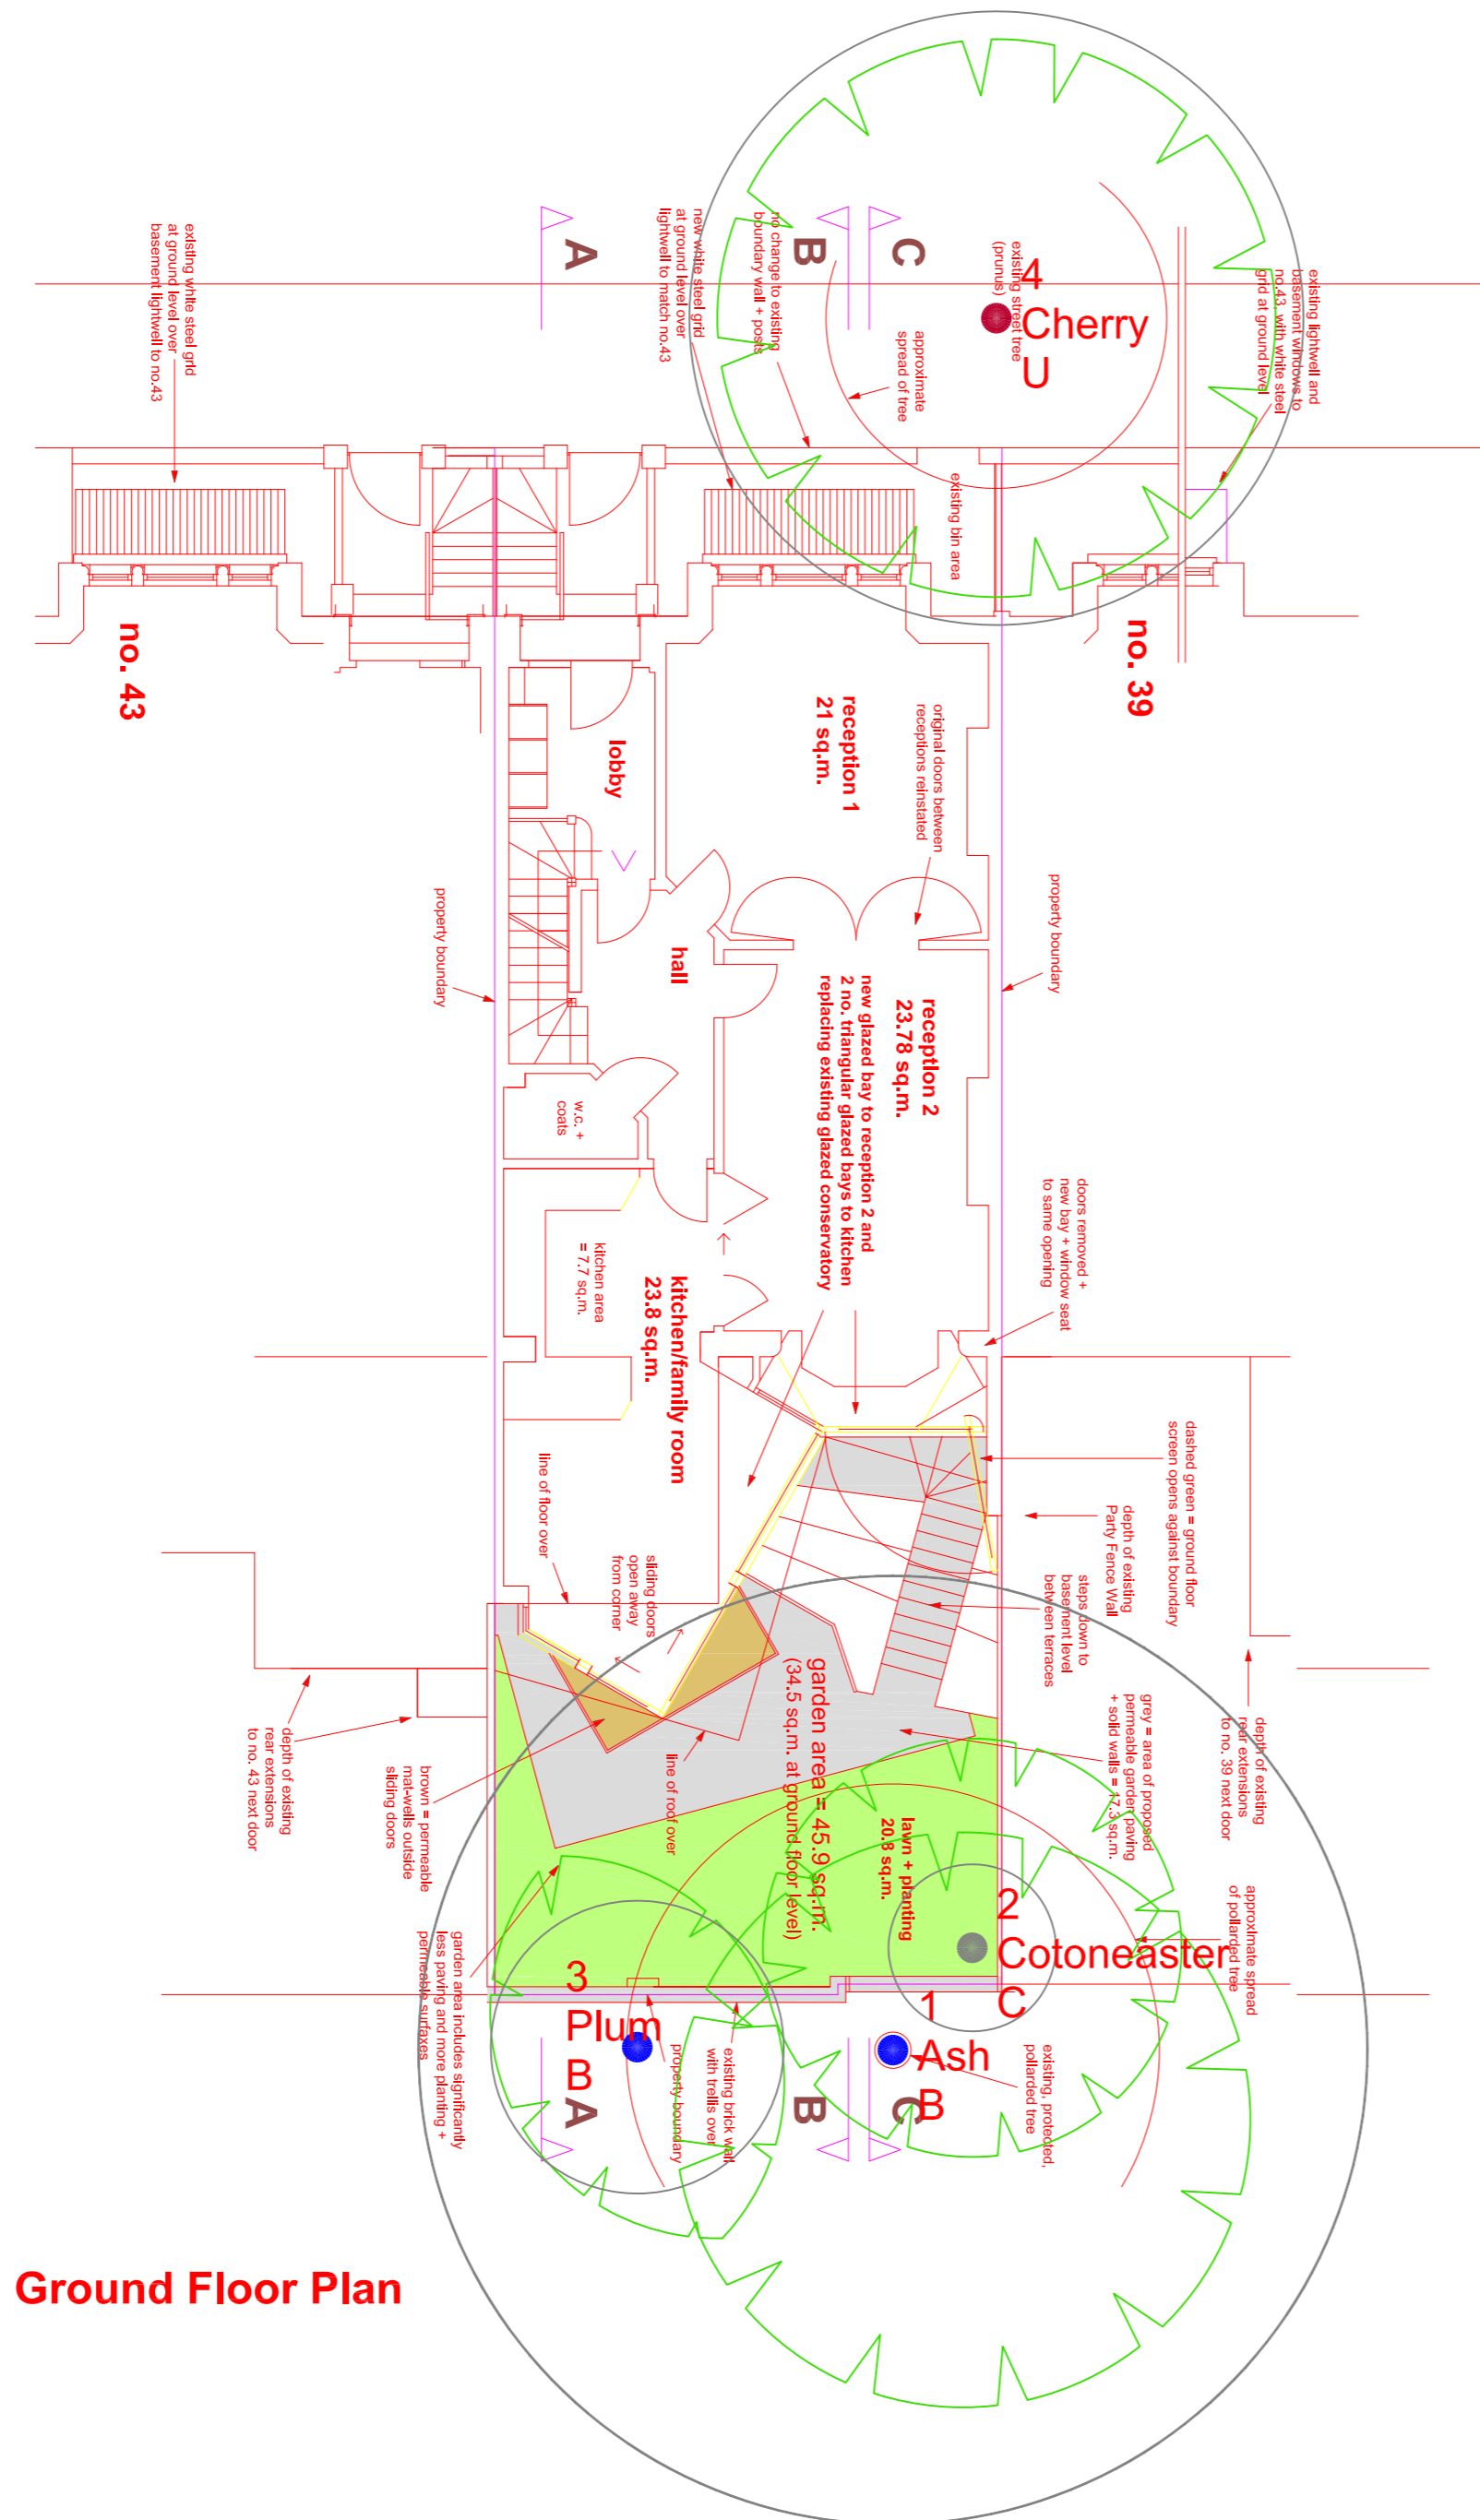 4
Cherry
U
existing street tree
(prunus)
A
B
C
existing white steel grid
at ground level over
basement lightwell to no.43
new white steel grid
at ground level over
lightwell to match no.43
no change to existing
boundary wall + posts
approximate
spread of tree
existing lightwell and
basement windows to
no.43, with white steel
grid at ground level
existing bin area
no. 43
no. 39
lobby
reception 1
21 sq.m.
original doors between
receptions reinstated
property boundary
property boundary
hall
reception 2
23.78 sq.m.
new glazed bay to reception 2 and
2 no. triangular glazed bays to kitchen
replacing existing glazed conservatory
w.c. +
coats
doors removed +
new bay + window seat
to same opening
kitchen area
= 7.7 sq.m.
kitchen/family room
23.8 sq.m.
line of floor over
sliding doors
open away
from corner
dashed green = ground floor
screen opens against boundary
depth of existing
Party Fence Wall
steps down to
basement level
between terraces
garden area = 45.9 sq.m.
(34.5 sq.m. at ground floor level)
grey = area of proposed
permeable garden paving
+ solid walls = 17.3 sq.m.
depth of existing
rear extensions
to no. 39 next door
depth of existing
rear extensions
to no. 43 next door
brown = permeable
mat-wells outside
sliding doors
line of roof over
lawn + planting
20.8 sq.m.
approximate spread
of pollarded tree
garden area includes significantly
less paving and more planting +
permeable surfaxes
2
Cotoneaster
C
3
Plum
B
1
Ash
B
property boundary
existing brick wall
with trellis over
existing, protected,
pollarded tree
A
B
C
Ground Floor Plan